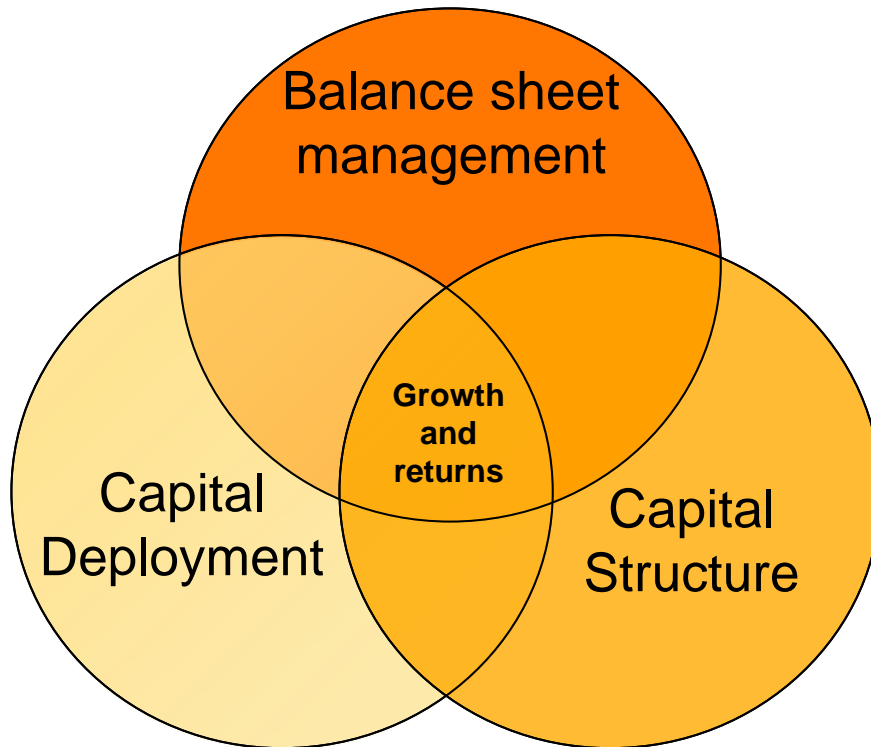 Balance sheet
management
Growth
and
returns
Capital
Deployment
Capital
Structure